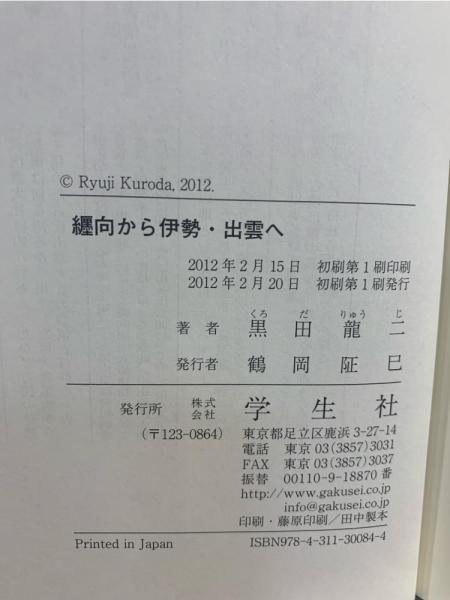 © Ryuji Kuroda, 2012.
纒向から伊勢・出雲へ
2012年2月15日 初刷第1刷印刷
2012年2月20日 初刷第1刷発行
くろ だ りゅう じ
著者 黒田龍二
発行者 鶴岡阷巳
発行所 株式会社 学生社
(〒123-0864) 東京都足立区鹿浜3-27-14
電話 東京 03(3857)3031
FAX 東京 03(3857)3037
振替 00110-9-18870番
http://www.gakusei.co.jp
info@gakusei.co.jp
印刷・藤原印刷/田中製本
Printed in Japan ISBN978-4-311-30084-4